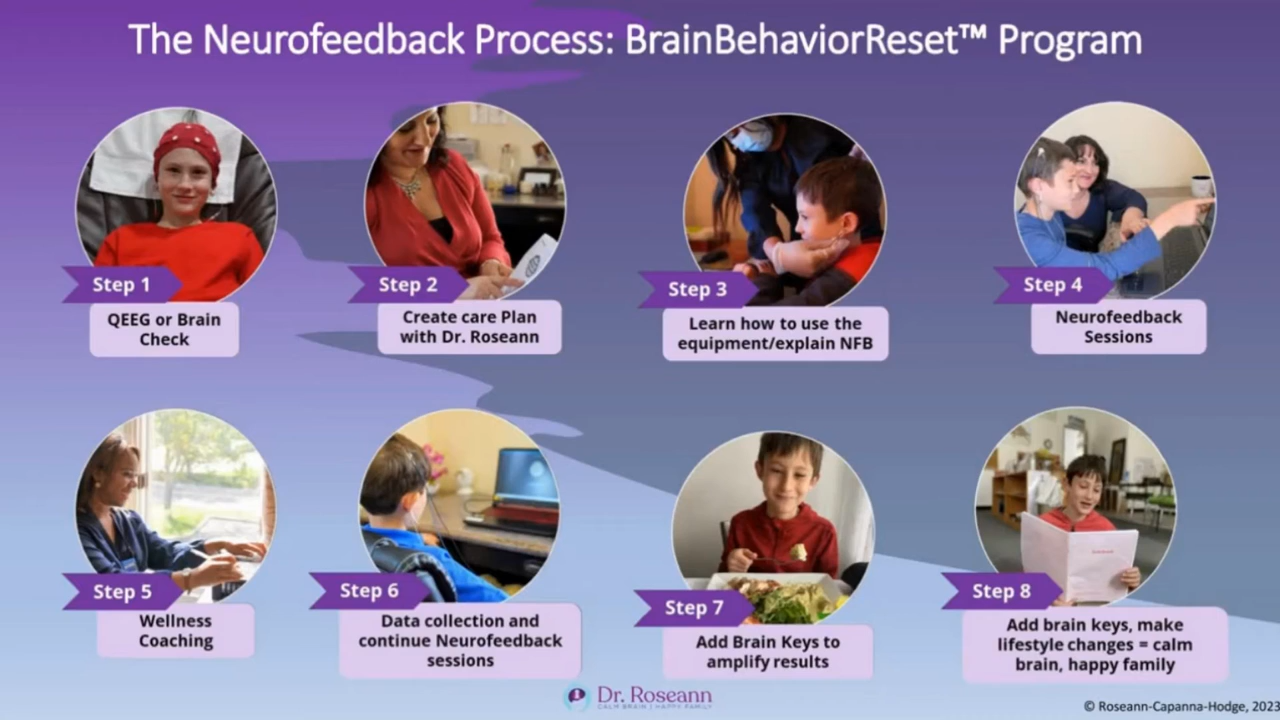 The Neurofeedback Process: BrainBehaviorReset™ Program
Step 1
QEEG or Brain
Check
Step 2
Create care Plan
with Dr. Roseann
Step 3
Learn how to use the
equipment/explain NFB
Step 4
Neurofeedback
Sessions
Step 5
Wellness
Coaching
Step 6
Data collection and
continue Neurofeedback
sessions
Step 7
Add Brain Keys to
amplify results
Step 8
Add brain keys, make
lifestyle changes = calm
brain, happy family
Dr. Roseann
CALM BRAIN | HAPPY FAMILY
© Roseann-Capanna-Hodge, 2023